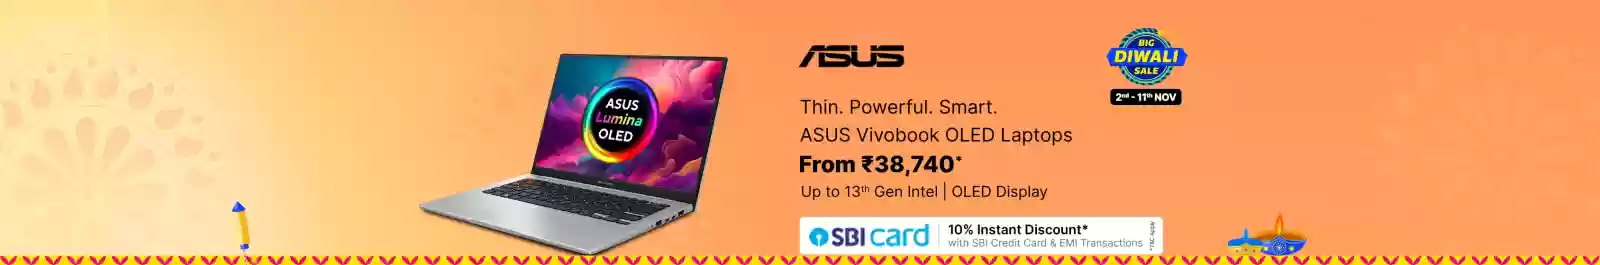 ASUS
Lumina
OLED
ASUS
Thin. Powerful. Smart.
ASUS Vivobook OLED Laptops
From ₹38,740*
Up to 13th Gen Intel | OLED Display
SBI card
10% Instant Discount*
with SBI Credit Card & EMI Transactions
*T&C Apply
BIG
DIWALI
SALE
2nd - 11th NOV